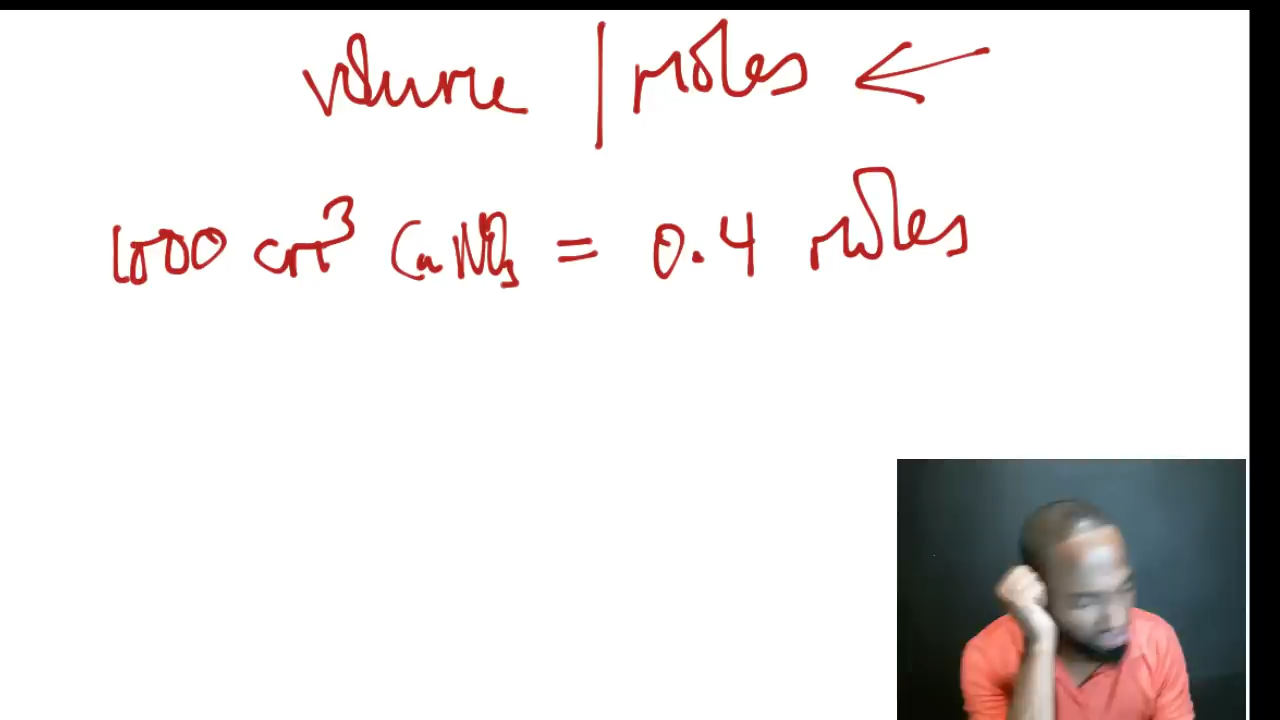 volume | moles ←
1000 cm³ CuNO₃ = 0.4 moles